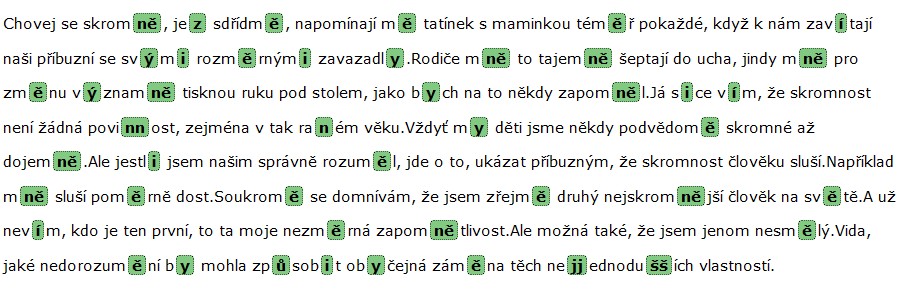 Chovej se skromně, jez sdřídmě, napomínají mě tatínek s maminkou téměř pokaždé, když k nám zavítají
naši příbuzní se svými rozměrnými zavazadly.Rodiče mně to tajemně šeptají do ucha, jindy mně pro
změnu významně tisknou ruku pod stolem, jako bych na to někdy zapomněl.Já sice vím, že skromnost
není žádná povinnost, zejména v tak raném věku.Vždyť my děti jsme někdy podvědomě skromné až
dojemně.Ale jestli jsem našim správně rozuměl, jde o to, ukázat příbuzným, že skromnost člověku sluší.Například
mně sluší poměrně dost.Soukromě se domnívám, že jsem zřejmě druhý nejskromnější člověk na světě.A už
nevím, kdo je ten první, to ta moje nezměrná zapomnětlivost.Ale možná také, že jsem jenom nesmělý.Vida,
jaké nedorozumění by mohla způsobit obyčejná záměna těch nejjednodušších vlastností.